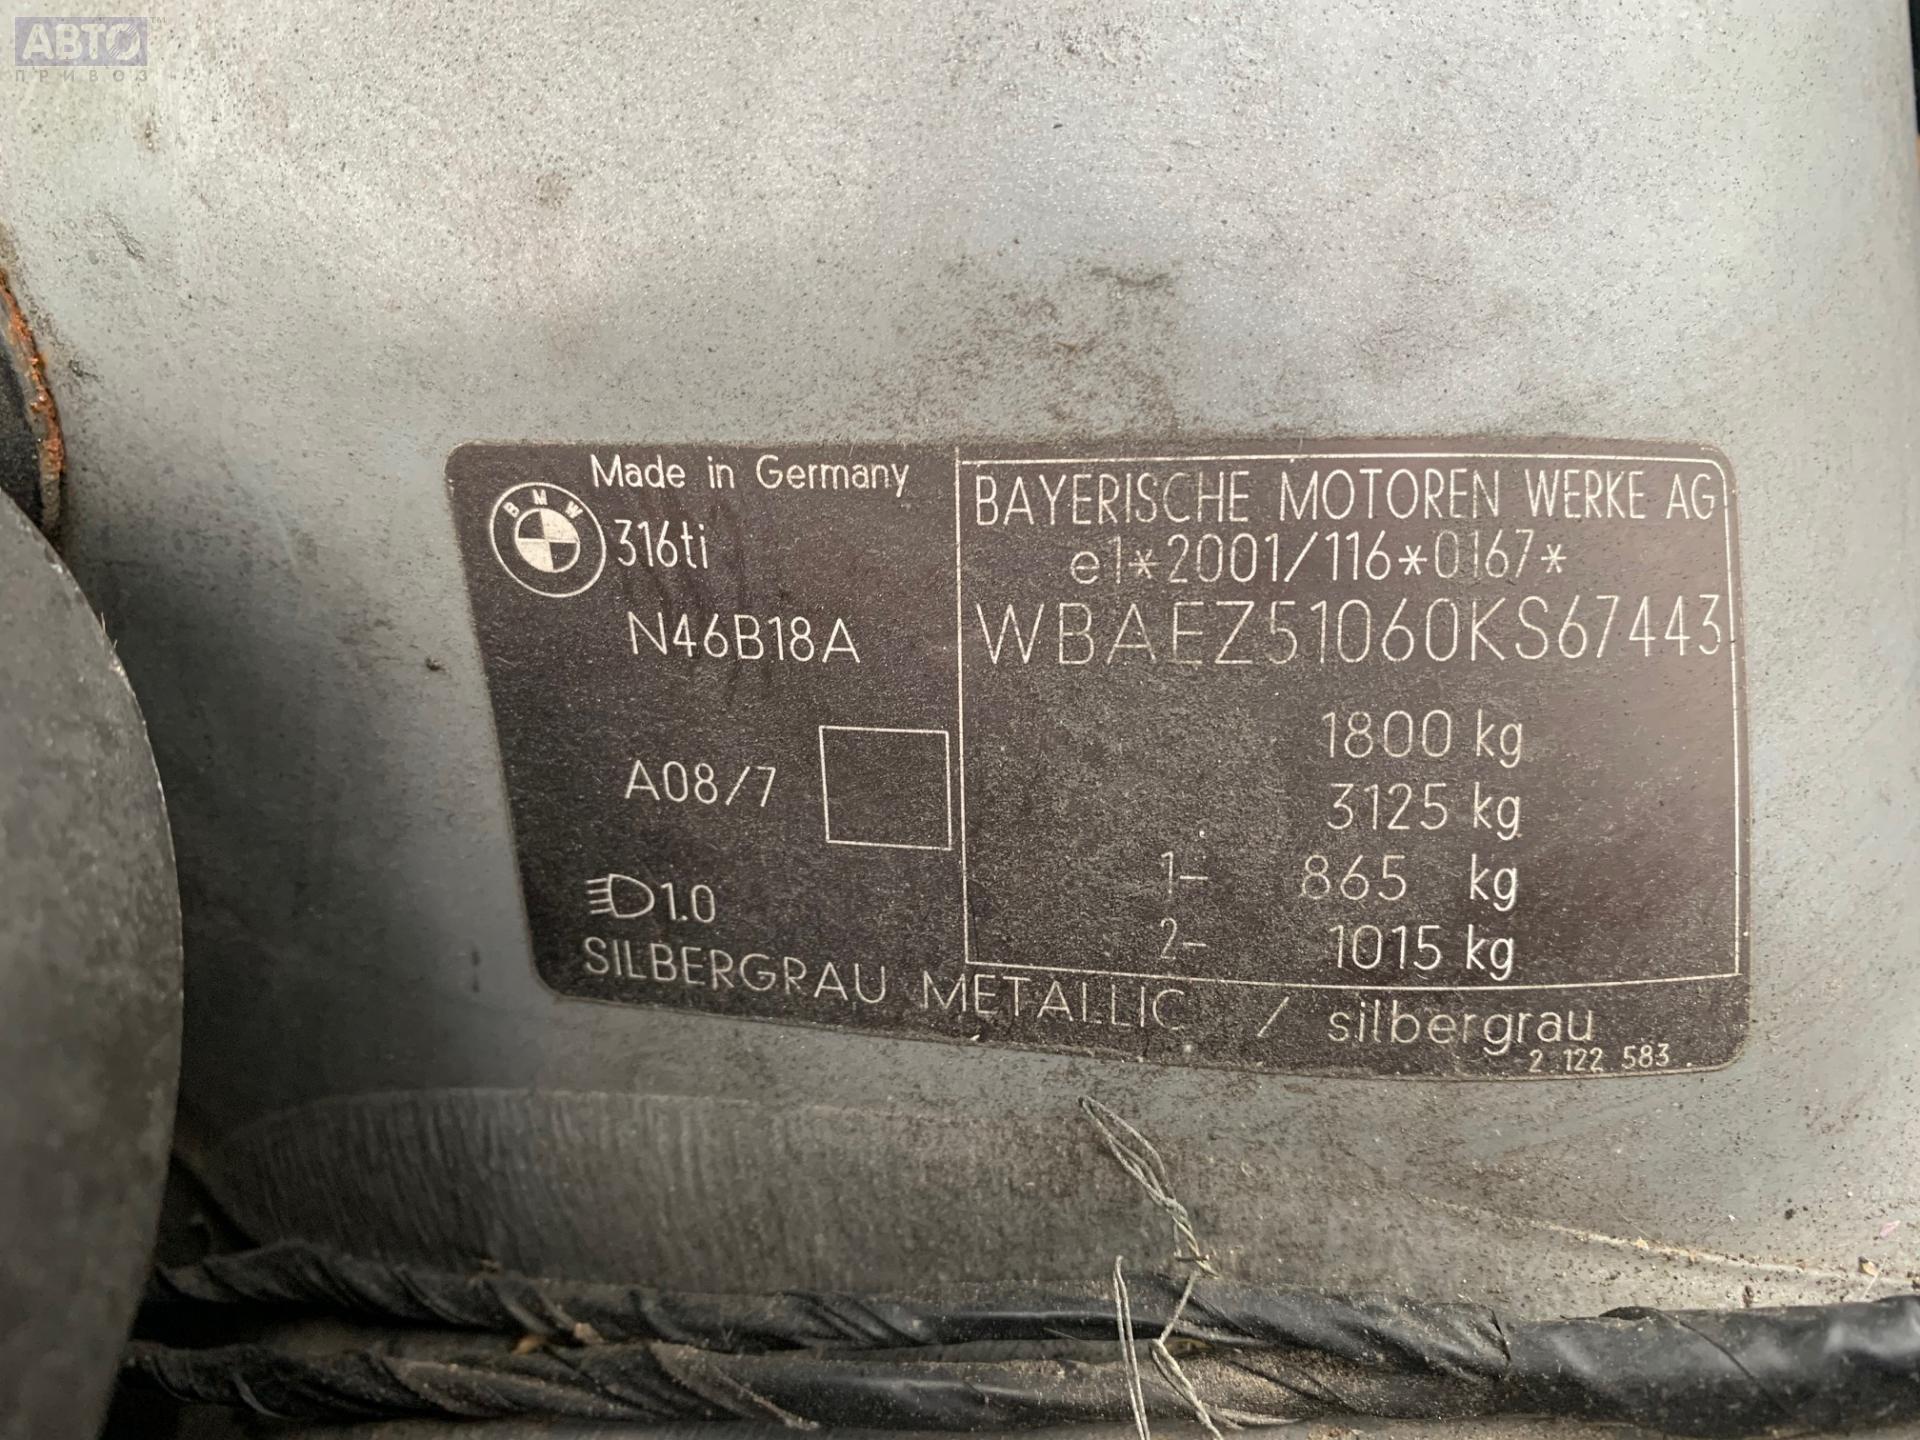 АВТО
ПРИВОЗ
Made in Germany
BMW
316ti
N46B18A
A08/7
1.0
BAYERISCHE MOTOREN WERKE AG
e1*2001/116*0167*
WBAEZ51060KS67443
1800 kg
3125 kg
1- 865 kg
2- 1015 kg
SILBERGRAU METALLIC / silbergrau
2 122 583